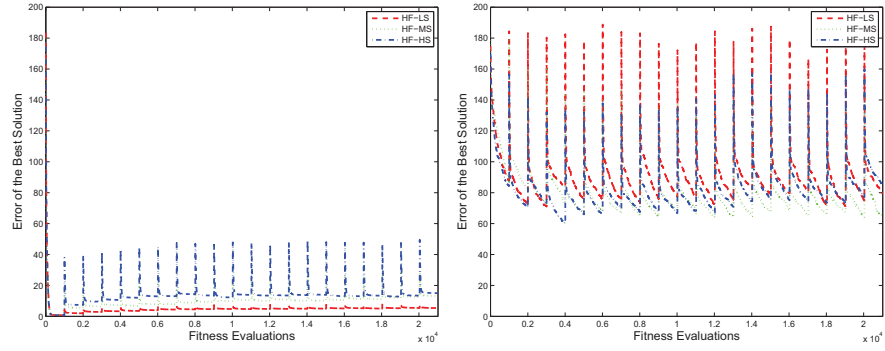 200
180
160
140
120
100
80
60
40
20
0
Error of the Best Solution
0 0.2 0.4 0.6 0.8 1 1.2 1.4 1.6 1.8 2
Fitness Evaluations
x 10^4
HF-LS
HF-MS
HF-HS
200
180
160
140
120
100
80
60
40
20
0
Error of the Best Solution
0 0.2 0.4 0.6 0.8 1 1.2 1.4 1.6 1.8 2
Fitness Evaluations
x 10^4
HF-LS
HF-MS
HF-HS